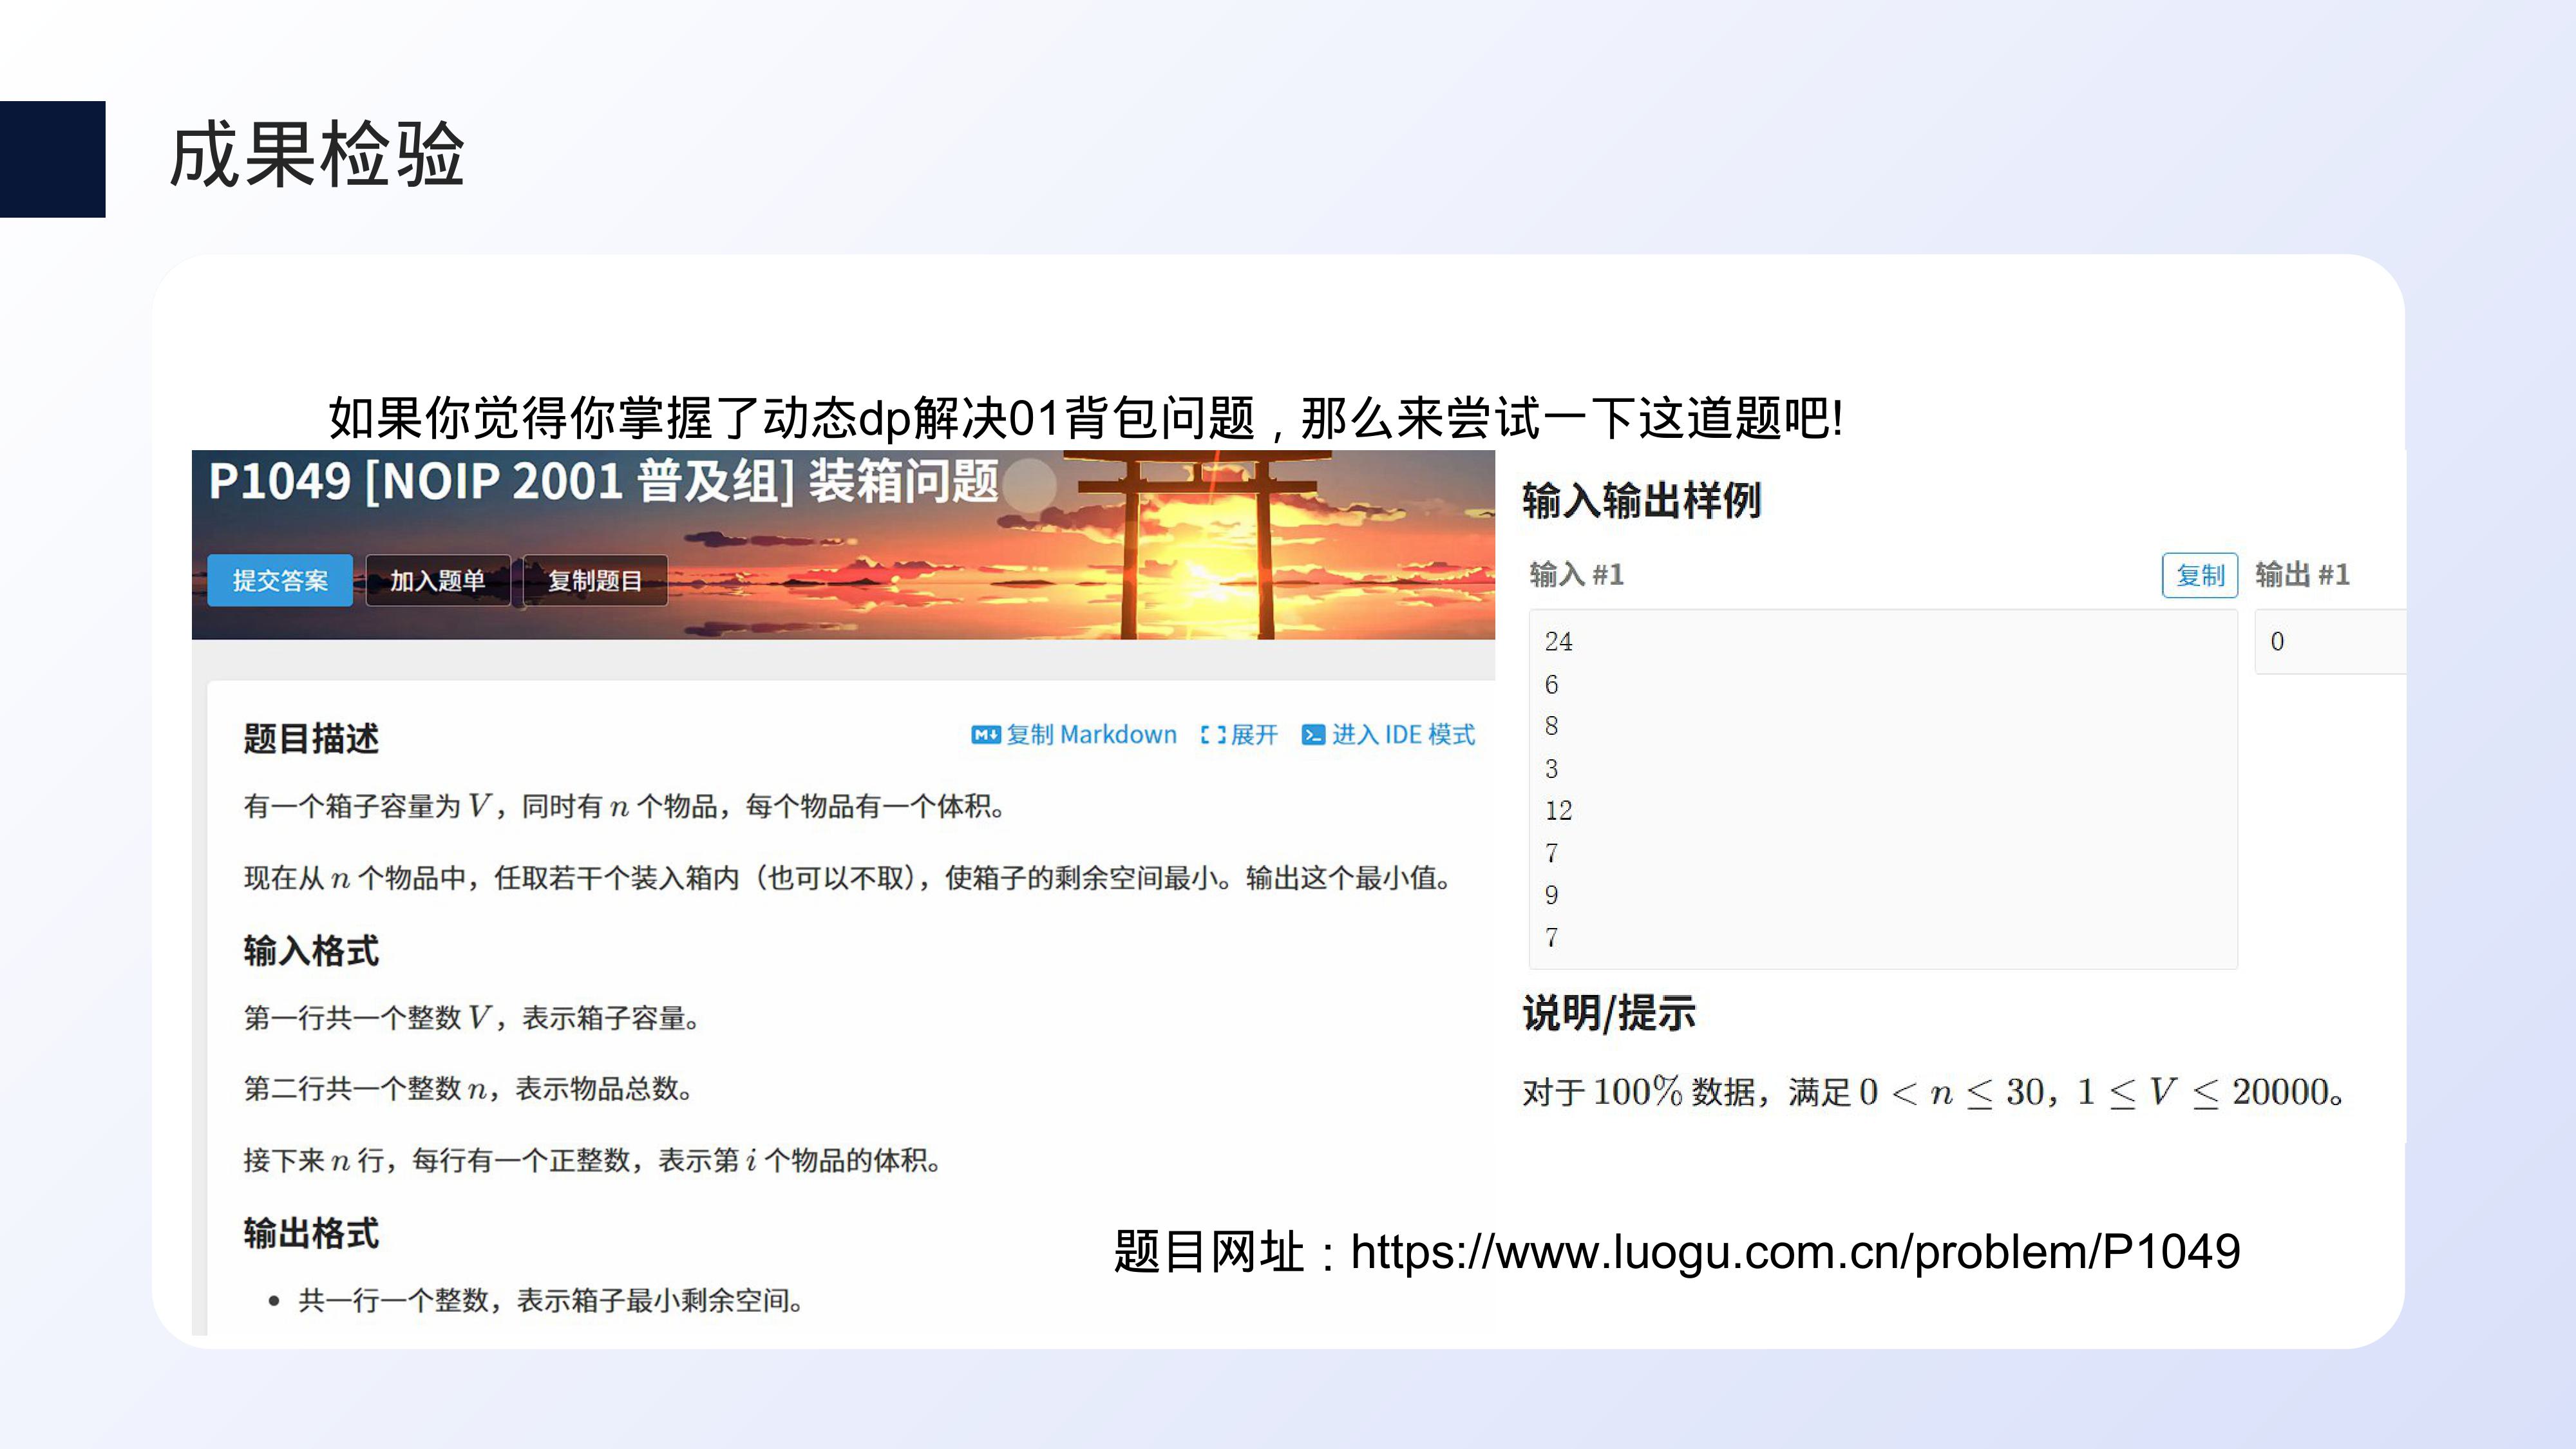 成果检验
如果你觉得你掌握了动态dp解决01背包问题，那么来尝试一下这道题吧!
P1049 [NOIP 2001 普及组] 装箱问题
提交答案 加入题单 复制题目
题目描述
复制 Markdown 展开 进入 IDE 模式
有一个箱子容量为 V，同时有 n 个物品，每个物品有一个体积。
现在从 n 个物品中，任取若干个装入箱内（也可以不取），使箱子的剩余空间最小。输出这个最小值。
输入格式
第一行共一个整数 V，表示箱子容量。
第二行共一个整数 n，表示物品总数。
接下来 n 行，每行有一个正整数，表示第 i 个物品的体积。
输出格式
• 共一行一个整数，表示箱子最小剩余空间。
输入输出样例
输入 #1 复制 输出 #1
24
6
8
3
12
7
9
7
0
说明/提示
对于 100% 数据，满足 0 < n ≤ 30，1 ≤ V ≤ 20000。
题目网址：https://www.luogu.com.cn/problem/P1049